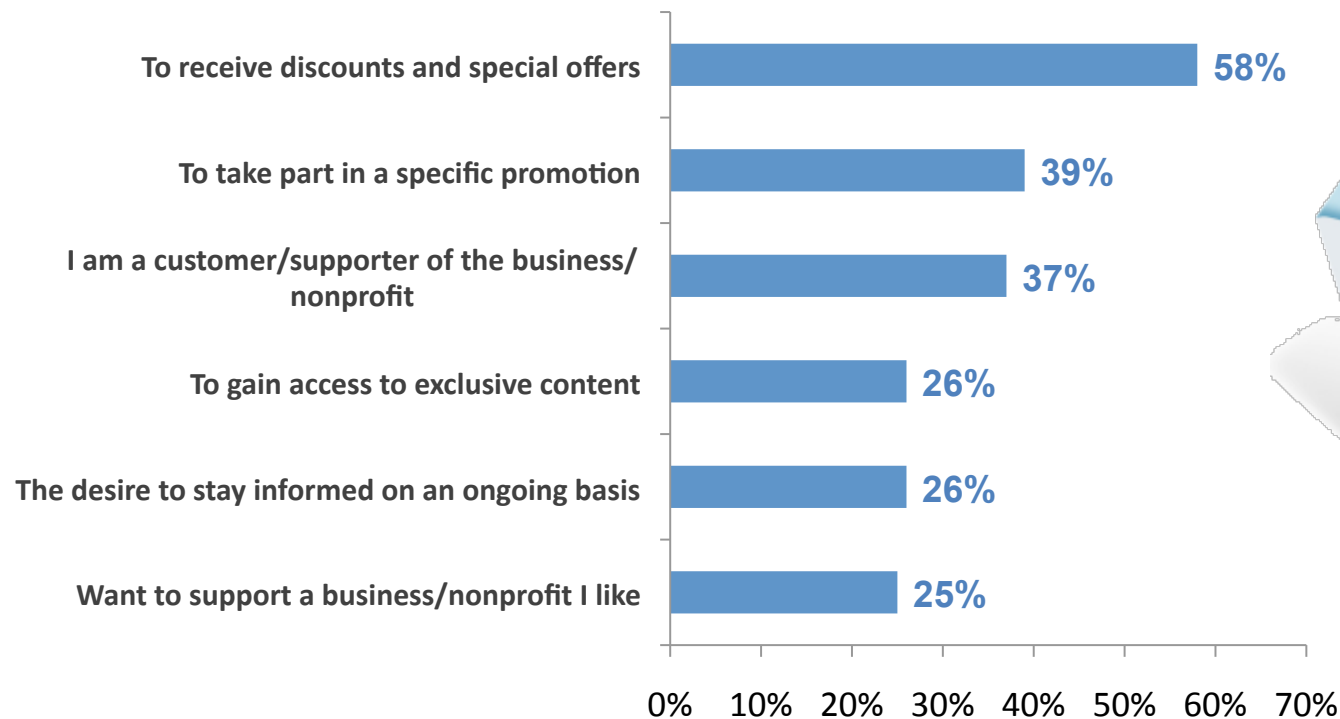 To receive discounts and special offers 58%
To take part in a specific promotion 39%
I am a customer/supporter of the business/
nonprofit 37%
To gain access to exclusive content 26%
The desire to stay informed on an ongoing basis 26%
Want to support a business/nonprofit I like 25%
0% 10% 20% 30% 40% 50% 60% 70%